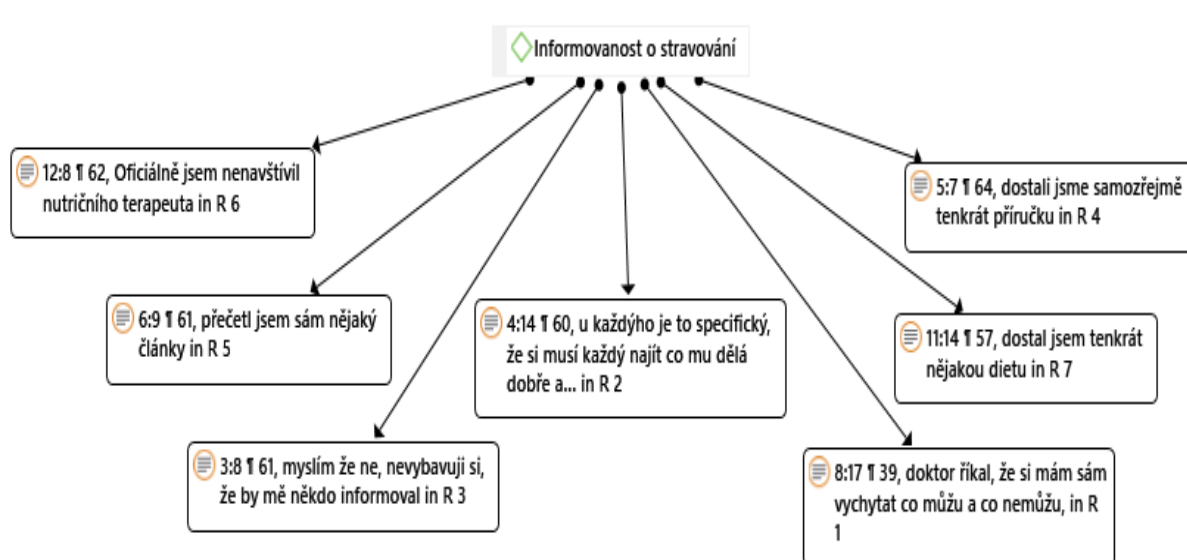 Informovanost o stravování
12:8 ¶ 62, Oficiálně jsem nenavštívil
nutričního terapeuta in R 6
5:7 ¶ 64, dostali jsme samozřejmě
tenkrát příručku in R 4
6:9 ¶ 61, přečetl jsem sám nějaký
články in R 5
4:14 ¶ 60, u každýho je to specifický,
že si musí každý najít co mu dělá
dobře a... in R 2
11:14 ¶ 57, dostal jsem tenkrát
nějakou dietu in R 7
3:8 ¶ 61, myslím že ne, nevybavuji si,
že by mě někdo informoval in R 3
8:17 ¶ 39, doktor říkal, že si mám sám
vychytat co můžu a co nemůžu, in R
1